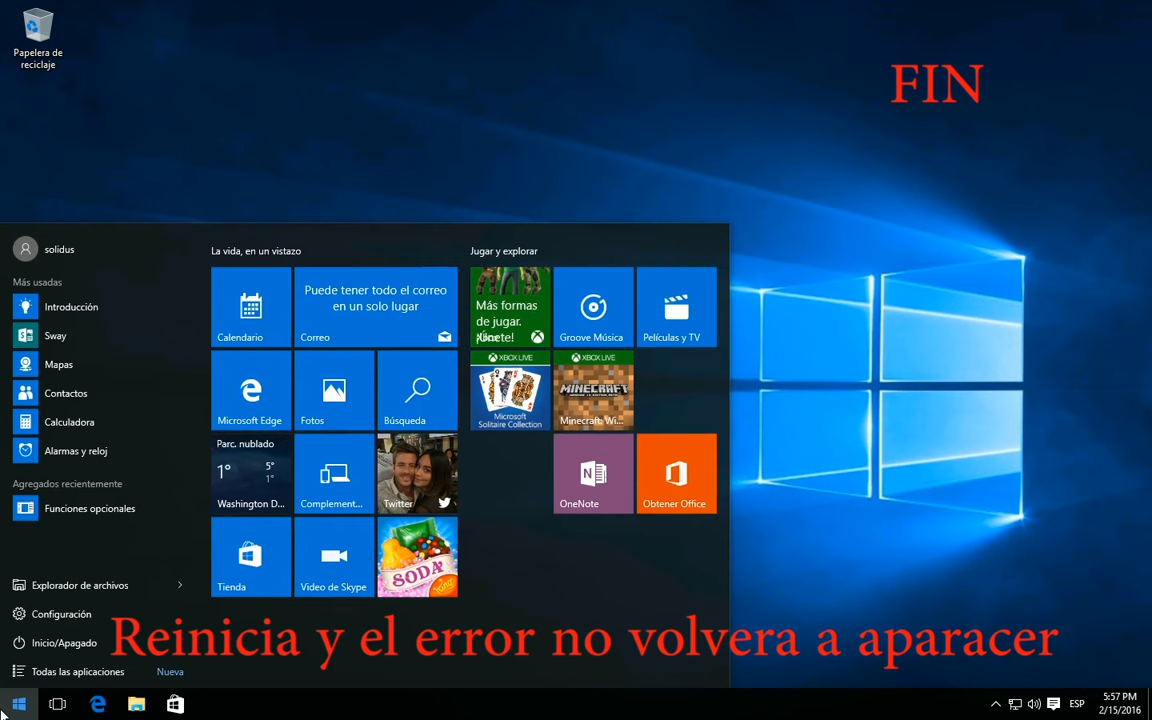 Papelera de
reciclaje
FIN
solidus
Más usadas
Introducción
Sway
Mapas
Contactos
Calculadora
Alarmas y reloj
Agregados recientemente
Funciones opcionales
Explorador de archivos
Configuración
Inicio/Apagado
Todas las aplicaciones
Nueva
La vida, en un vistazo
Calendario
Puede tener todo el correo
en un solo lugar
Correo
Microsoft Edge
Fotos
Búsqueda
Parc. nublado
1°
5°
1°
Washington D...
Complement...
Twitter
Tienda
Video de Skype
SODA
King
Jugar y explorar
Más formas
de jugar.
¡Únete!
Groove Música
Películas y TV
XBOX LIVE
Microsoft
Solitaire Collection
XBOX LIVE
MINECRAFT
Minecraft: Wi...
OneNote
Obtener Office
Reinicia y el error no volvera a aparacer
ESP
5:57 PM
2/15/2016